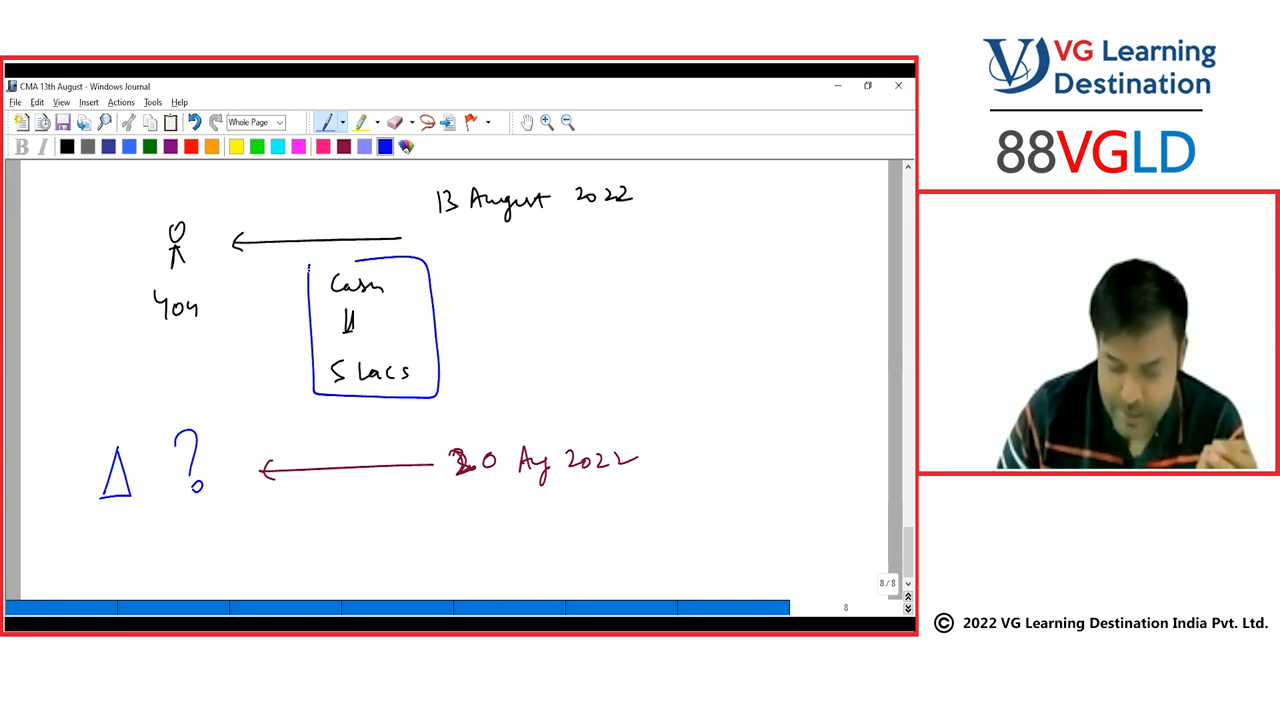 VG Learning
Destination
88VGLD
CMA 13th August - Windows Journal
File Edit View Insert Actions Tools Help
Whole Page
B I
13 August 2022
You
Cash
5 Lacs
Δ ?
20 Aug 2022
8 / 8
8
© 2022 VG Learning Destination India Pvt. Ltd.